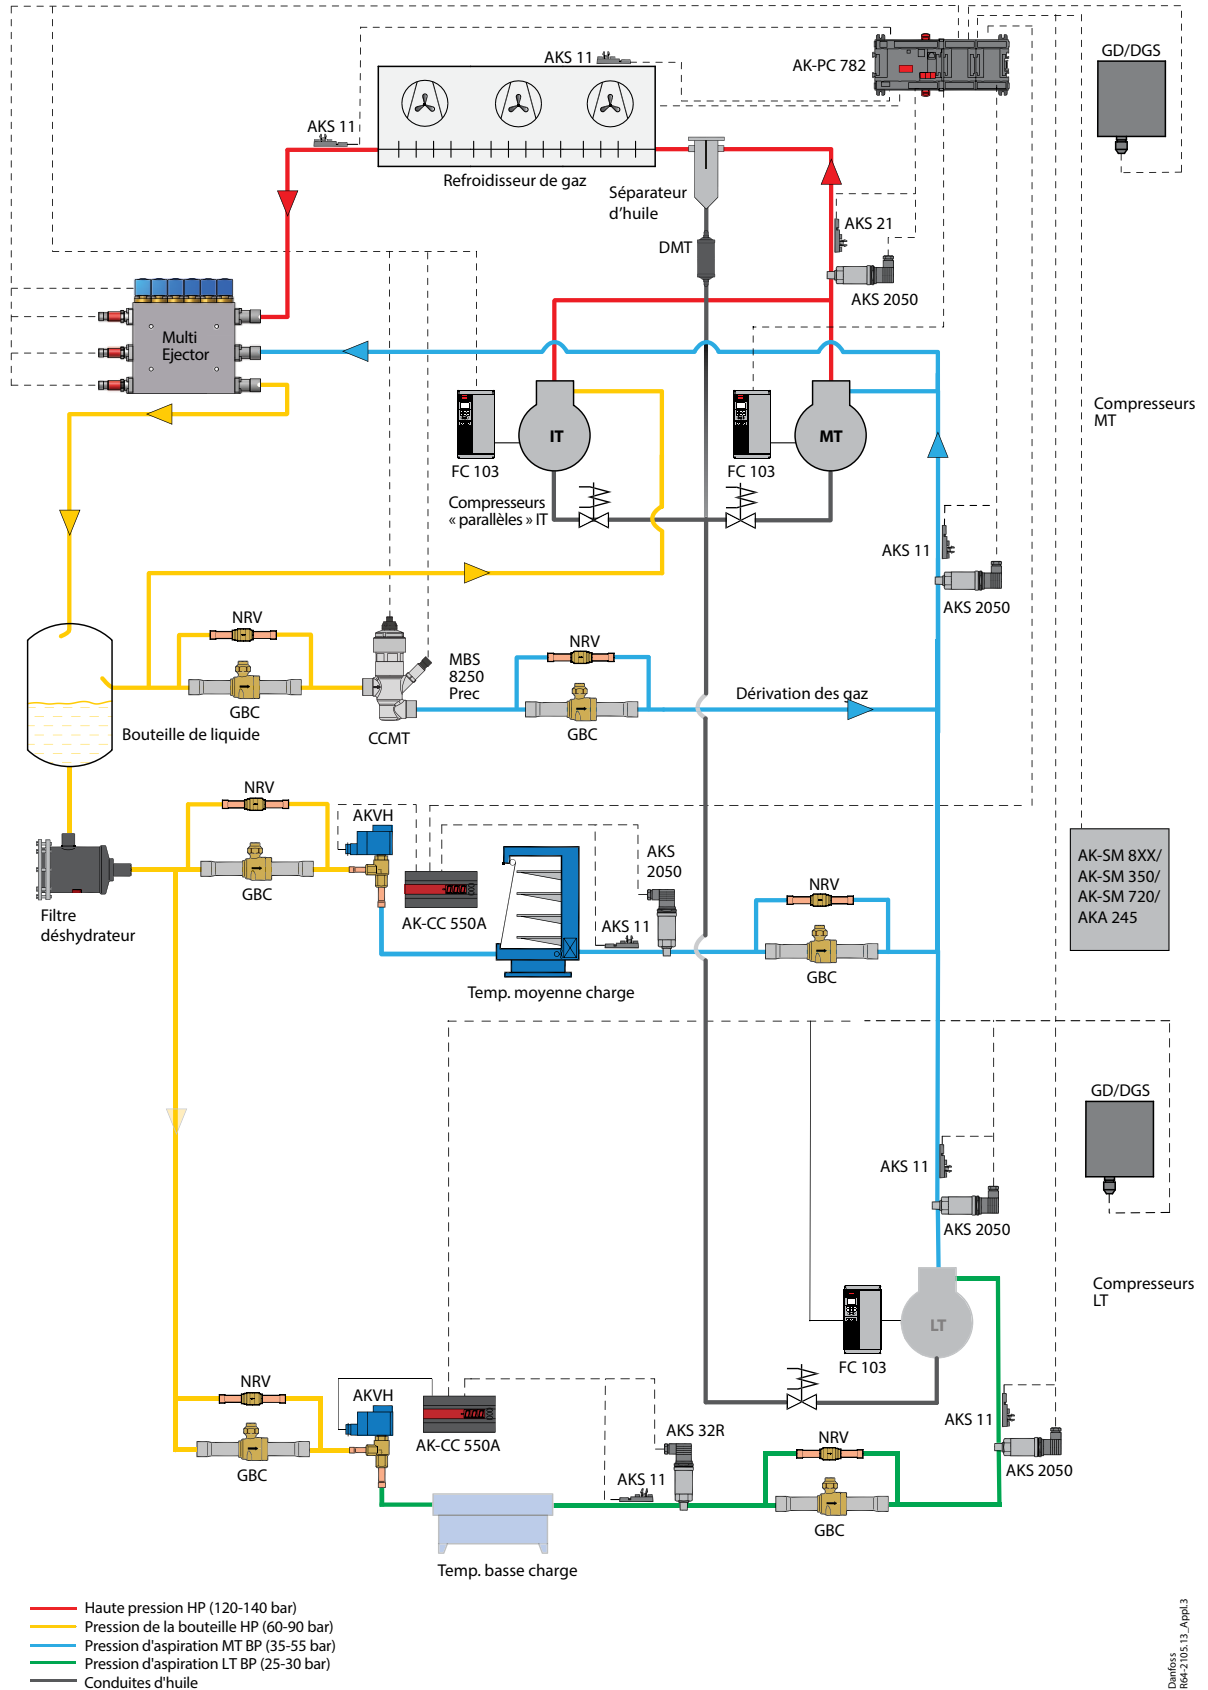 AKS 11
AK-PC 782
GD/DGS
AKS 11
Refroidisseur de gaz
Séparateur
d'huile
AKS 21
DMT
AKS 2050
Multi
Ejector
Compresseurs
MT
IT
MT
FC 103
FC 103
Compresseurs
« parallèles » IT
AKS 11
AKS 2050
NRV
NRV
MBS
8250
Prec
Dérivation des gaz
GBC
Bouteille de liquide
CCMT
GBC
NRV
AKVH
AKS
2050
AK-SM 8XX/
AK-SM 350/
AK-SM 720/
AKA 245
GBC
AK-CC 550A
NRV
AKS 11
Filtre
déshydrateur
GBC
Temp. moyenne charge
GD/DGS
AKS 11
AKS 2050
Compresseurs
LT
LT
FC 103
NRV
AKVH
AKS 11
AKS 32R
NRV
AK-CC 550A
GBC
AKS 2050
AKS 11
GBC
Temp. basse charge
Haute pression HP (120-140 bar)
Pression de la bouteille HP (60-90 bar)
Pression d'aspiration MT BP (35-55 bar)
Pression d'aspiration LT BP (25-30 bar)
Conduites d'huile
Danfoss
R64-2105.13_Appl.3